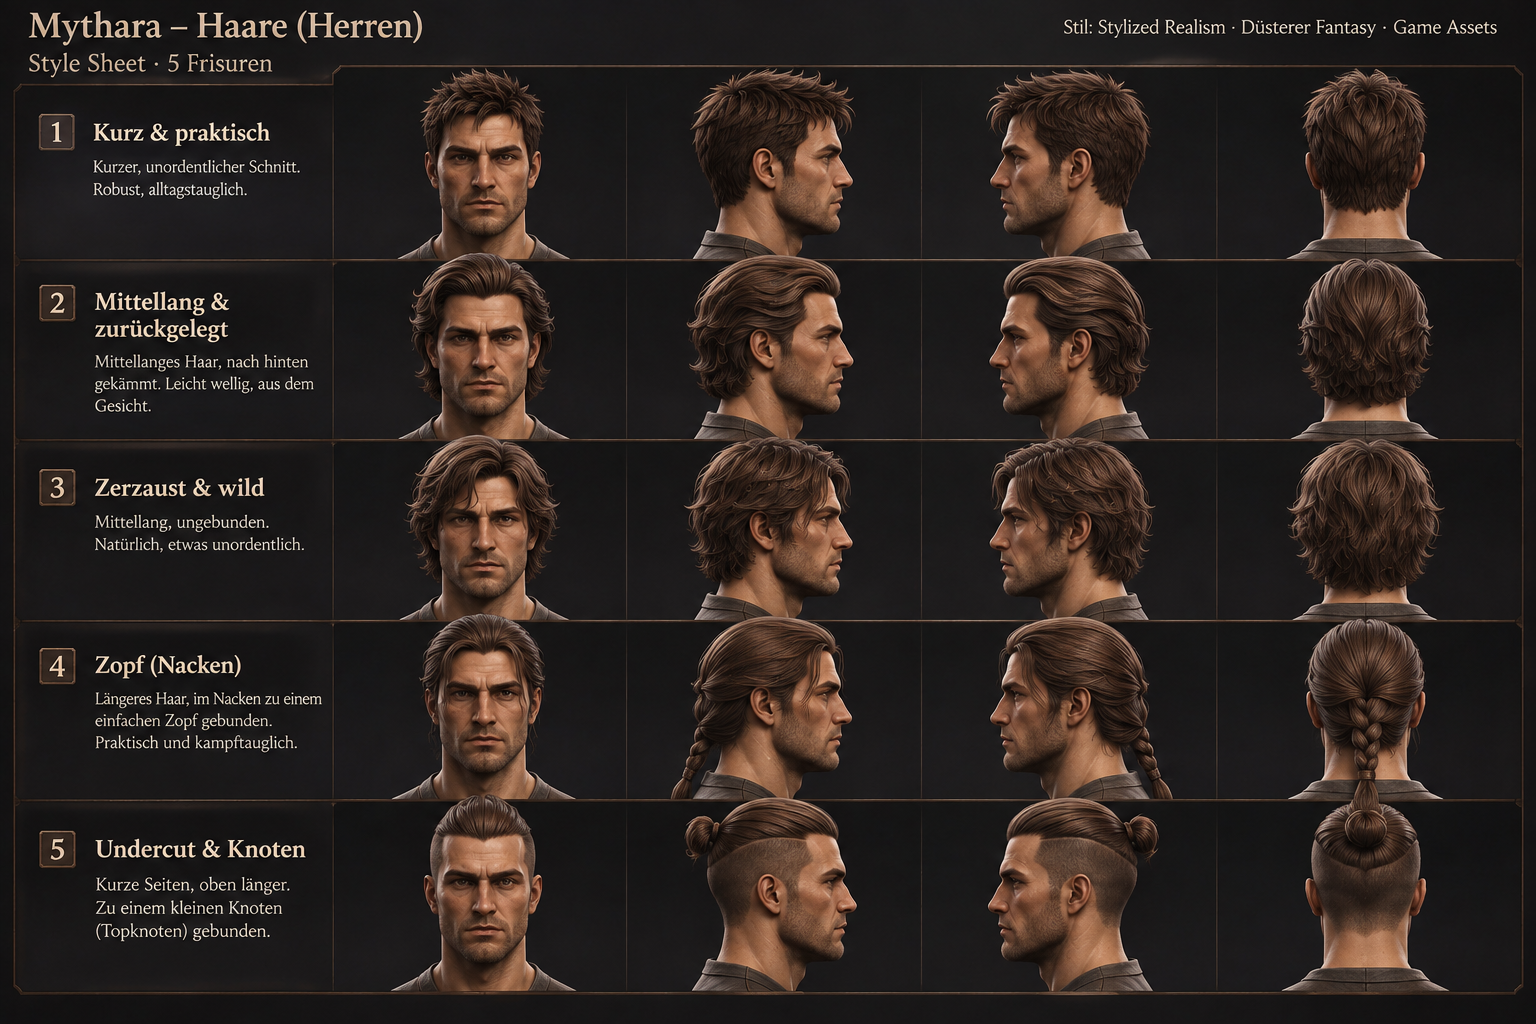 Mythara – Haare (Herren)
Stil: Stylized Realism · Düsterer Fantasy · Game Assets
Style Sheet · 5 Frisuren
1 Kurz & praktisch
Kurzer, unordentlicher Schnitt.
Robust, alltagstauglich.
2 Mittellang &
zurückgelegt
Mittellanges Haar, nach hinten
gekämmt. Leicht wellig, aus dem
Gesicht.
3 Zerzaust & wild
Mittellang, ungebunden.
Natürlich, etwas unordentlich.
4 Zopf (Nacken)
Längeres Haar, im Nacken zu einem
einfachen Zopf gebunden.
Praktisch und kampftauglich.
5 Undercut & Knoten
Kurze Seiten, oben länger.
Zu einem kleinen Knoten
(Topknoten) gebunden.